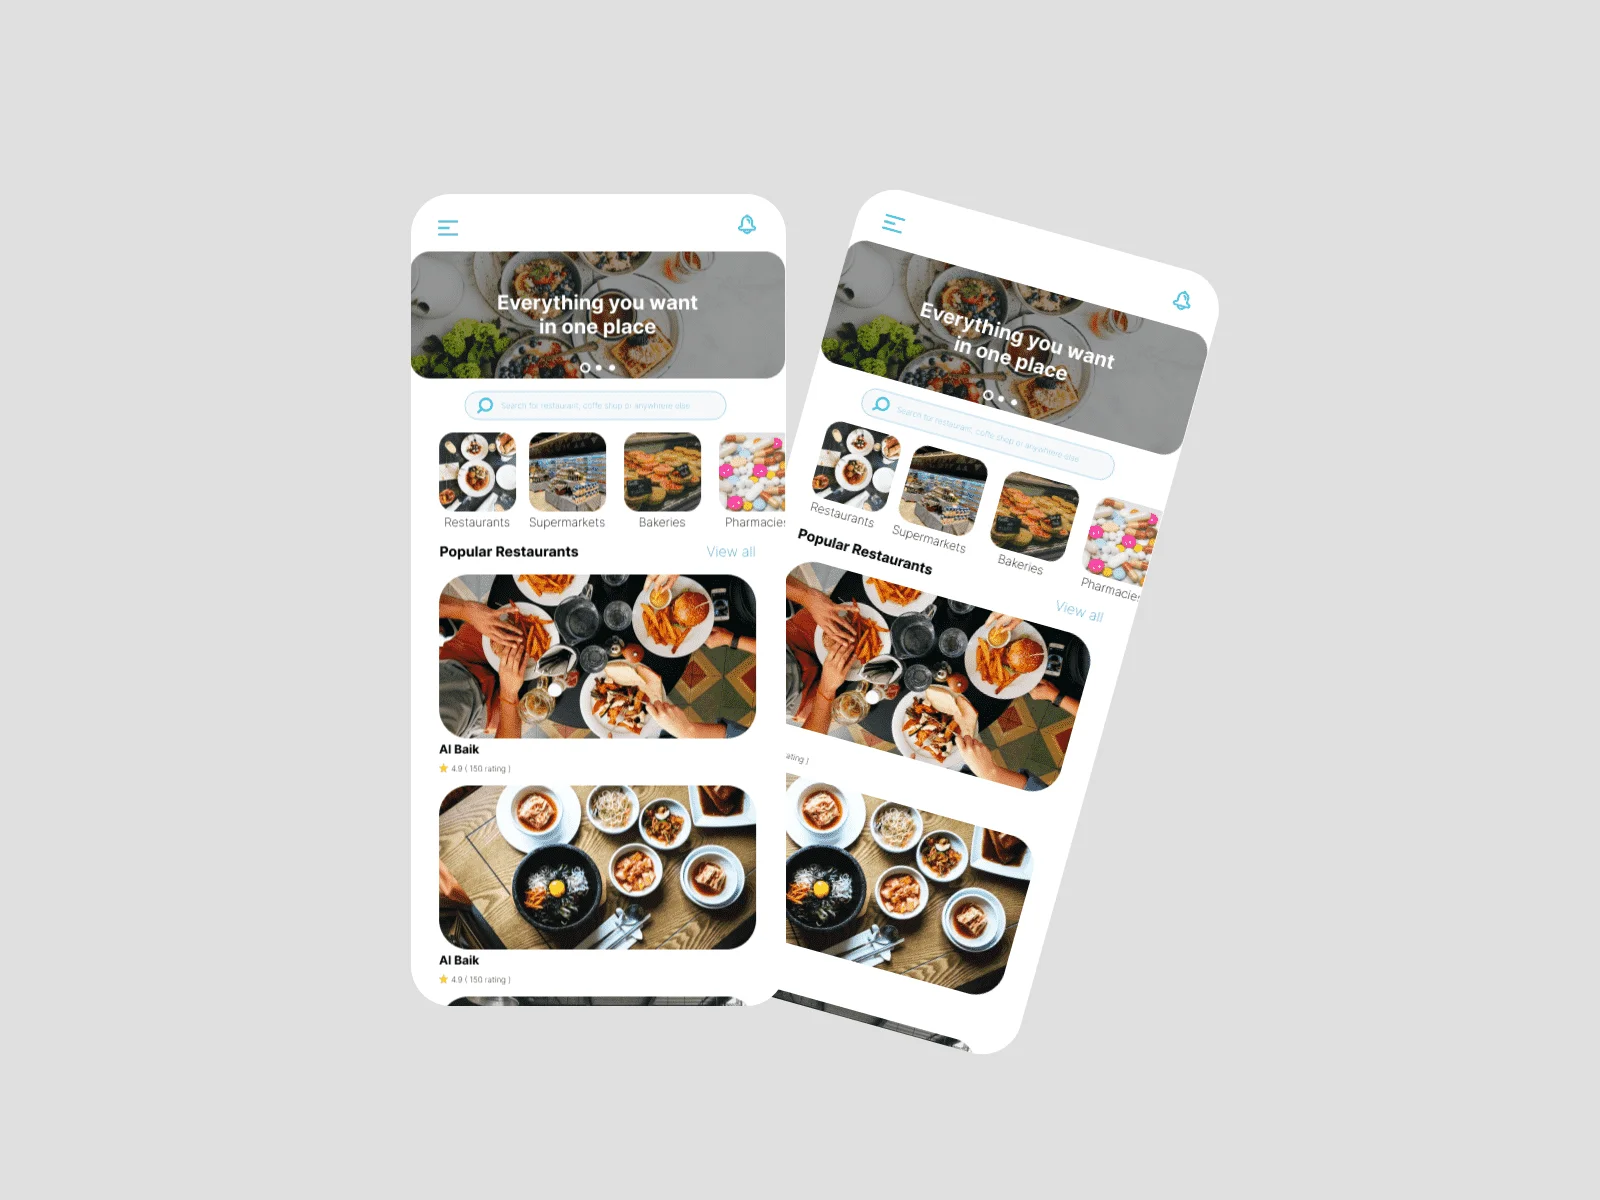 Everything you want
in one place
Search for restaurant, coffe shop or anywhere else
Restaurants
Supermarkets
Bakeries
Pharmacies
Popular Restaurants
View all
Al Baik
4.9 ( 150 rating )
Al Baik
4.9 ( 150 rating )
Everything you want
in one place
Search for restaurant, coffe shop or anywhere else
Restaurants
Supermarkets
Bakeries
Pharmacies
Popular Restaurants
View all
ating )